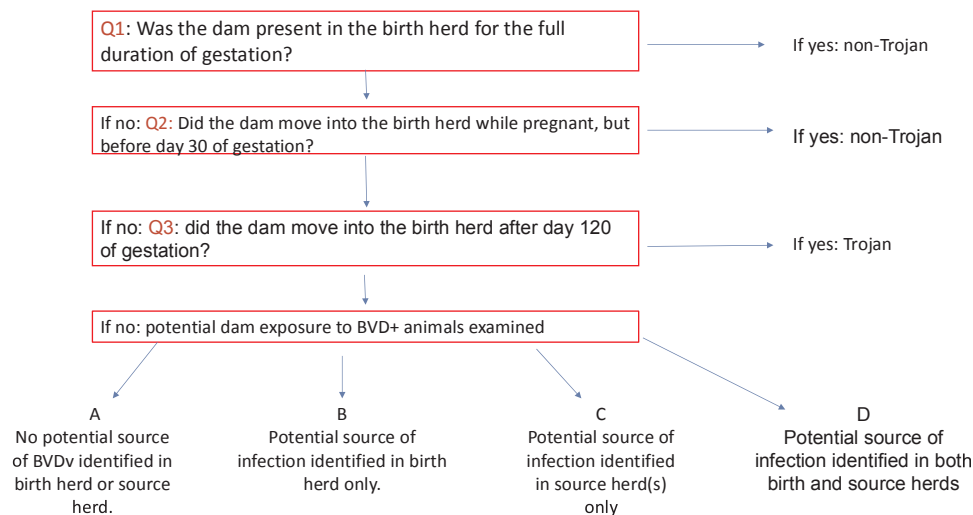 Q1: Was the dam present in the birth herd for the full
duration of gestation?
If yes: non-Trojan
If no: Q2: Did the dam move into the birth herd while pregnant, but
before day 30 of gestation?
If yes: non-Trojan
If no: Q3: did the dam move into the birth herd after day 120
of gestation?
If yes: Trojan
If no: potential dam exposure to BVD+ animals examined
A
No potential source
of BVDv identified in
birth herd or source
herd.
B
Potential source of
infection identified in birth
herd only.
C
Potential source of
infection identified
in source herd(s)
only
D
Potential source of
infection identified in both
birth and source herds